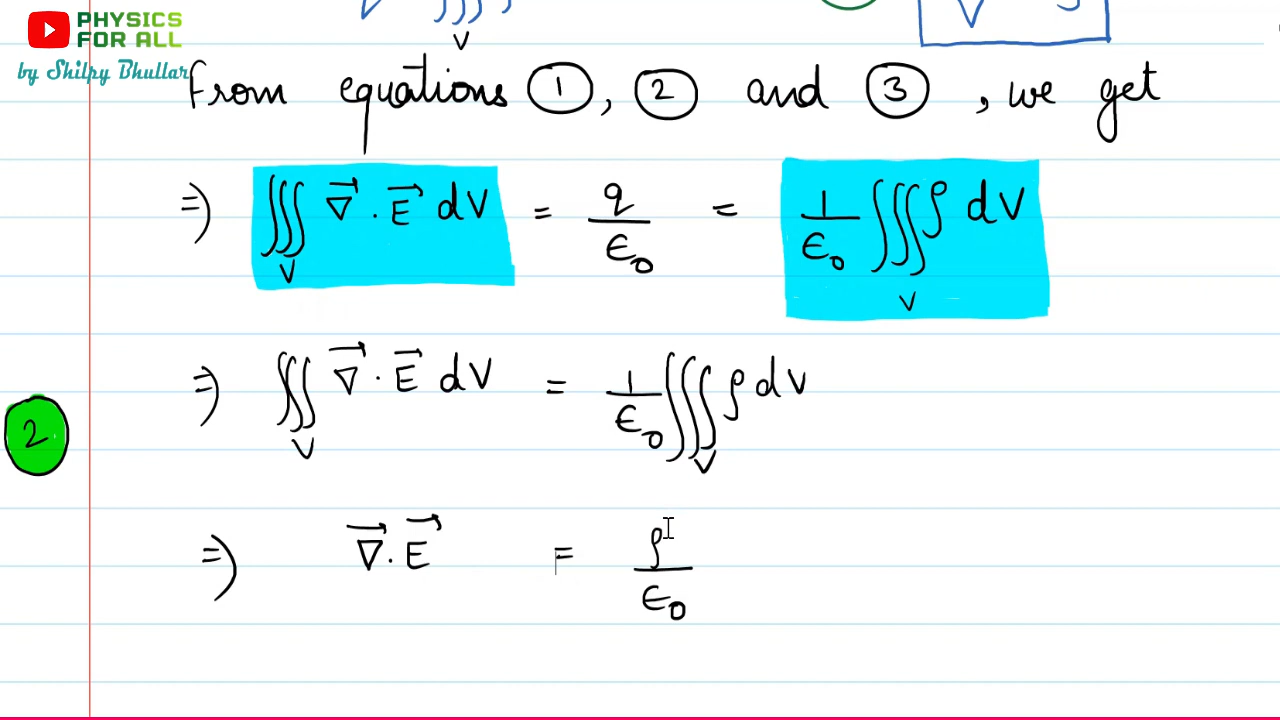 PHYSICS
FOR ALL
by Shilpy Bhullar
V
From equations ①, ② and ③, we get
⇒ ∭_V ∇⃗ · E⃗ dV = q/ε₀ = 1/ε₀ ∭_V ρ dV
⇒ ∭_V ∇⃗ · E⃗ dV = 1/ε₀ ∭_V ρ dV
2
⇒ ∇⃗ · E⃗ = ρ/ε₀